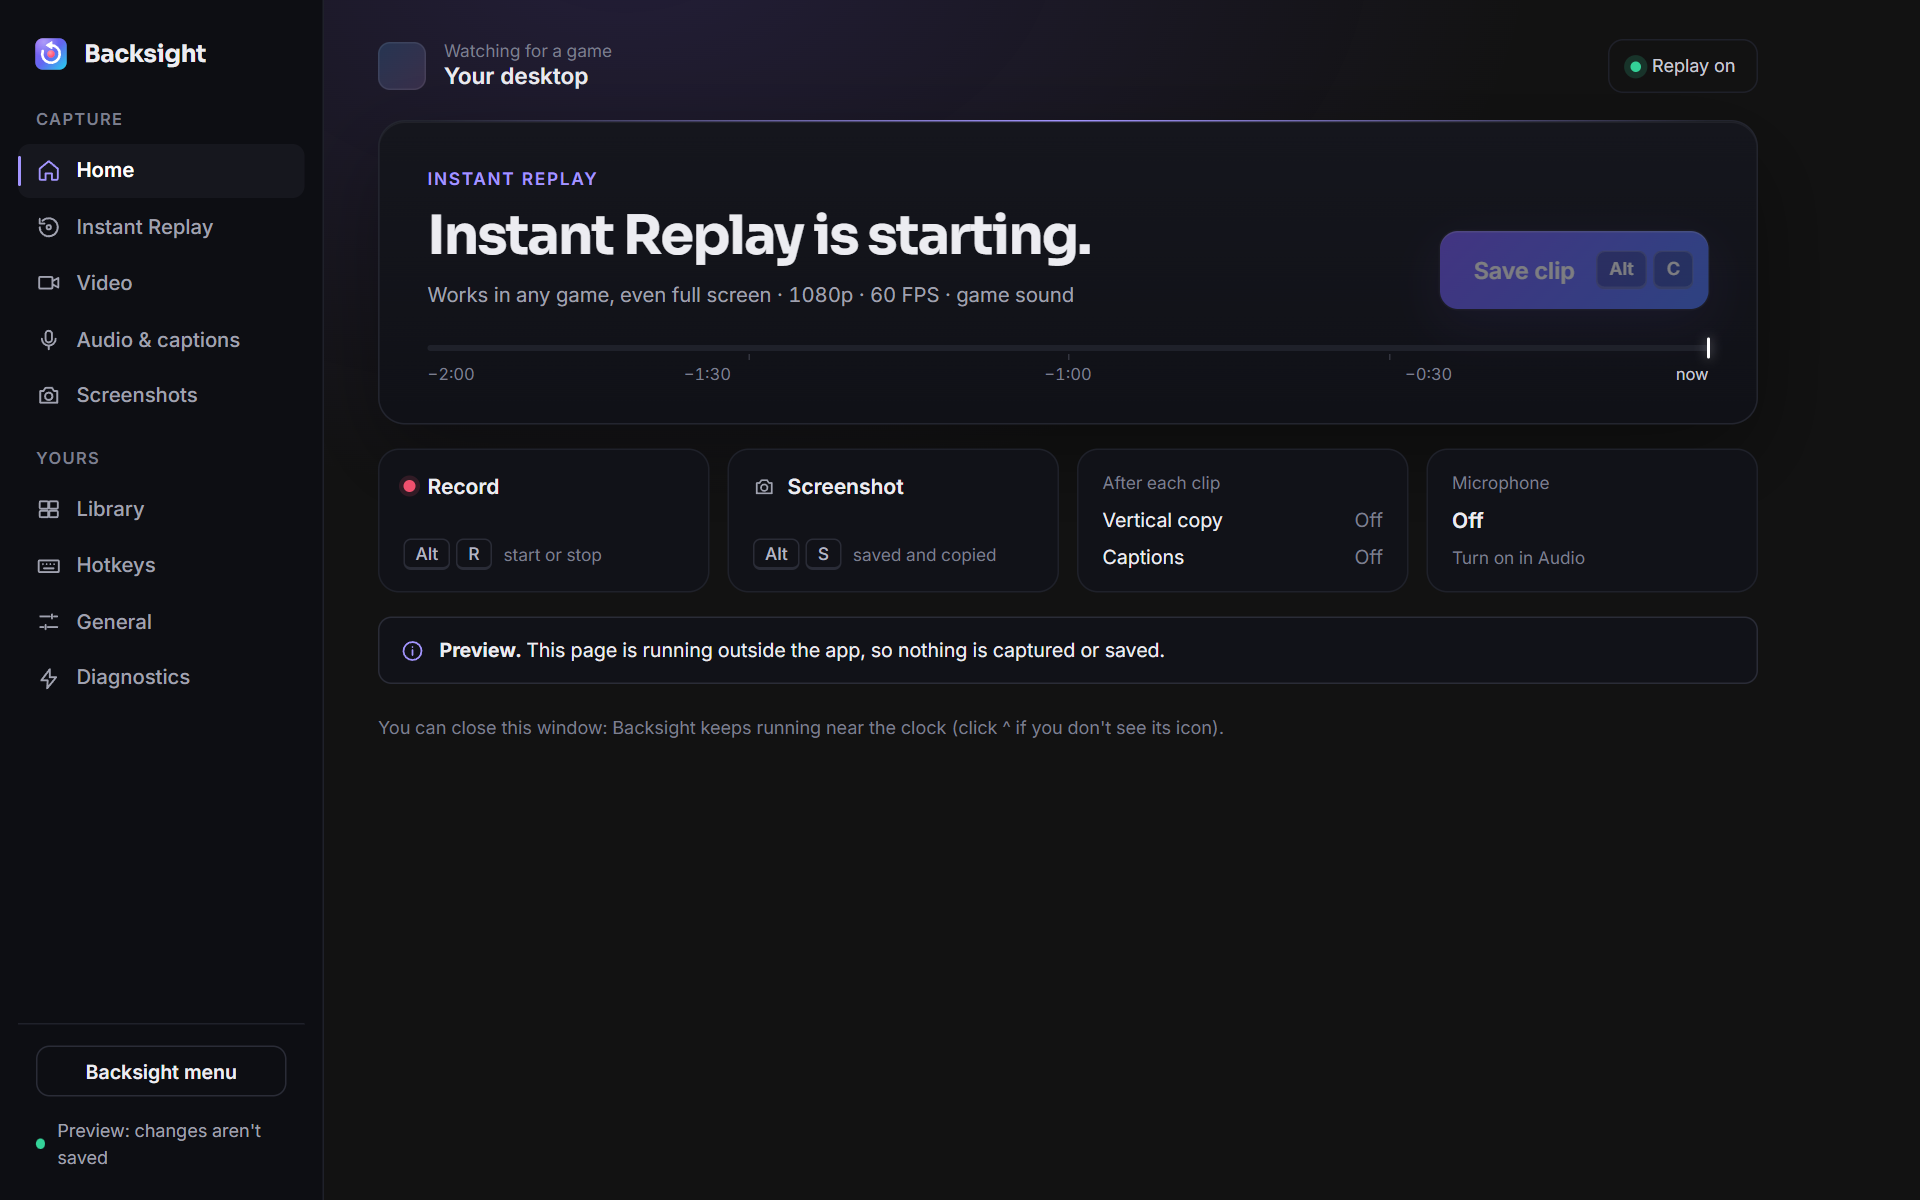 Backsight
CAPTURE
Home
Instant Replay
Video
Audio & captions
Screenshots
YOURS
Library
Hotkeys
General
Diagnostics
Backsight menu
Preview: changes aren't
saved
Watching for a game
Your desktop
Replay on
INSTANT REPLAY
Instant Replay is starting.
Works in any game, even full screen · 1080p · 60 FPS · game sound
Save clip Alt C
−2:00 −1:30 −1:00 −0:30 now
Record
Alt R start or stop
Screenshot
Alt S saved and copied
After each clip
Vertical copy Off
Captions Off
Microphone
Off
Turn on in Audio
Preview. This page is running outside the app, so nothing is captured or saved.
You can close this window: Backsight keeps running near the clock (click ^ if you don't see its icon).